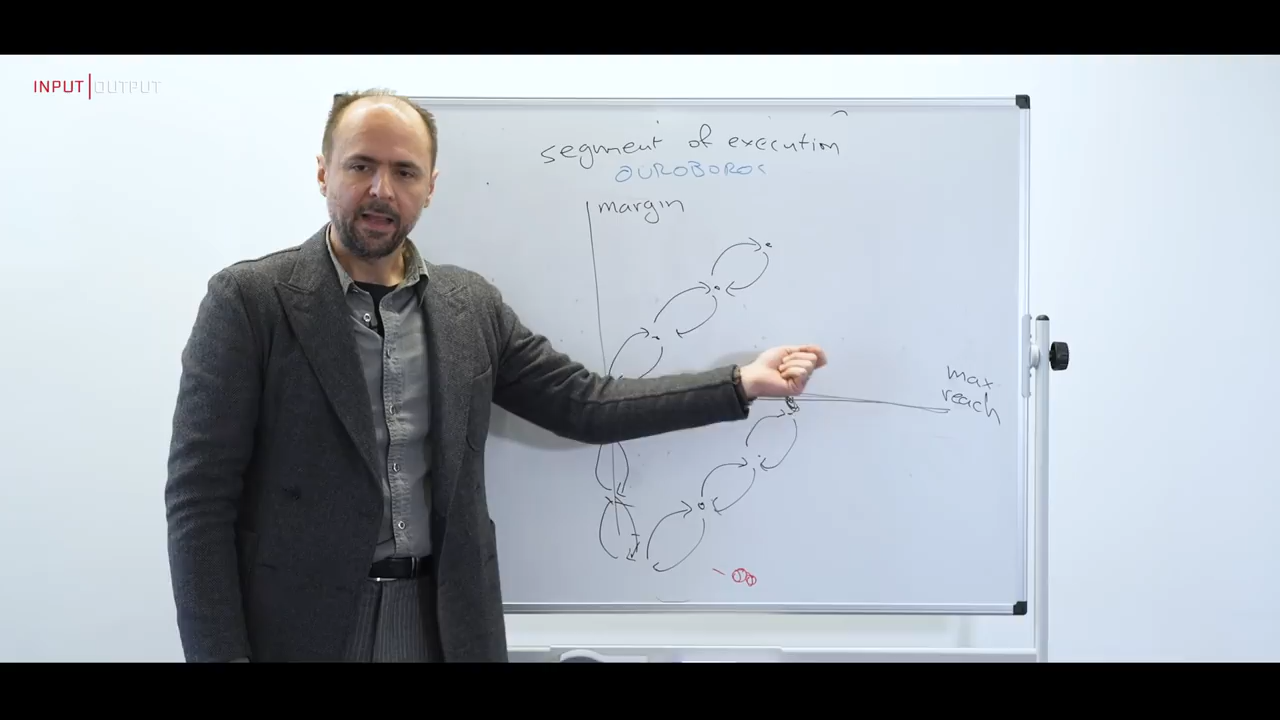 INPUT | OUTPUT
segment of execution
OUROBOROS
margin
max
reach